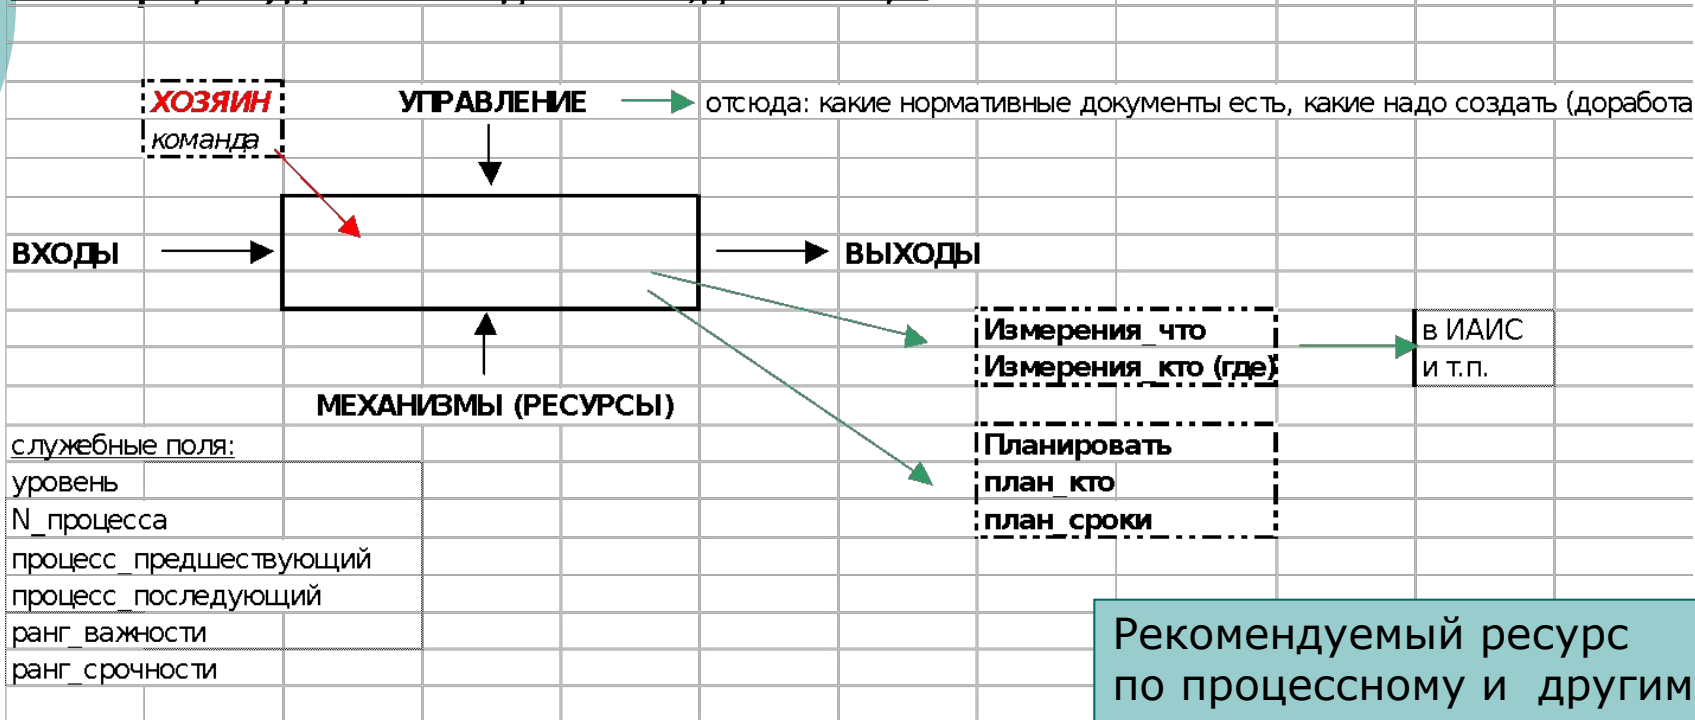 ХОЗЯИН
команда
УПРАВЛЕНИЕ
отсюда: какие нормативные документы есть, какие надо создать (доработа
ВХОДЫ
ВЫХОДЫ
Измерения_что
Измерения_кто (где)
в ИАИС
и т.п.
МЕХАНИЗМЫ (РЕСУРСЫ)
Планировать
план_кто
план_сроки
служебные поля:
уровень
N_процесса
процесс_предшествующий
процесс_последующий
ранг_важности
ранг_срочности
Рекомендуемый ресурс
по процессному и другим